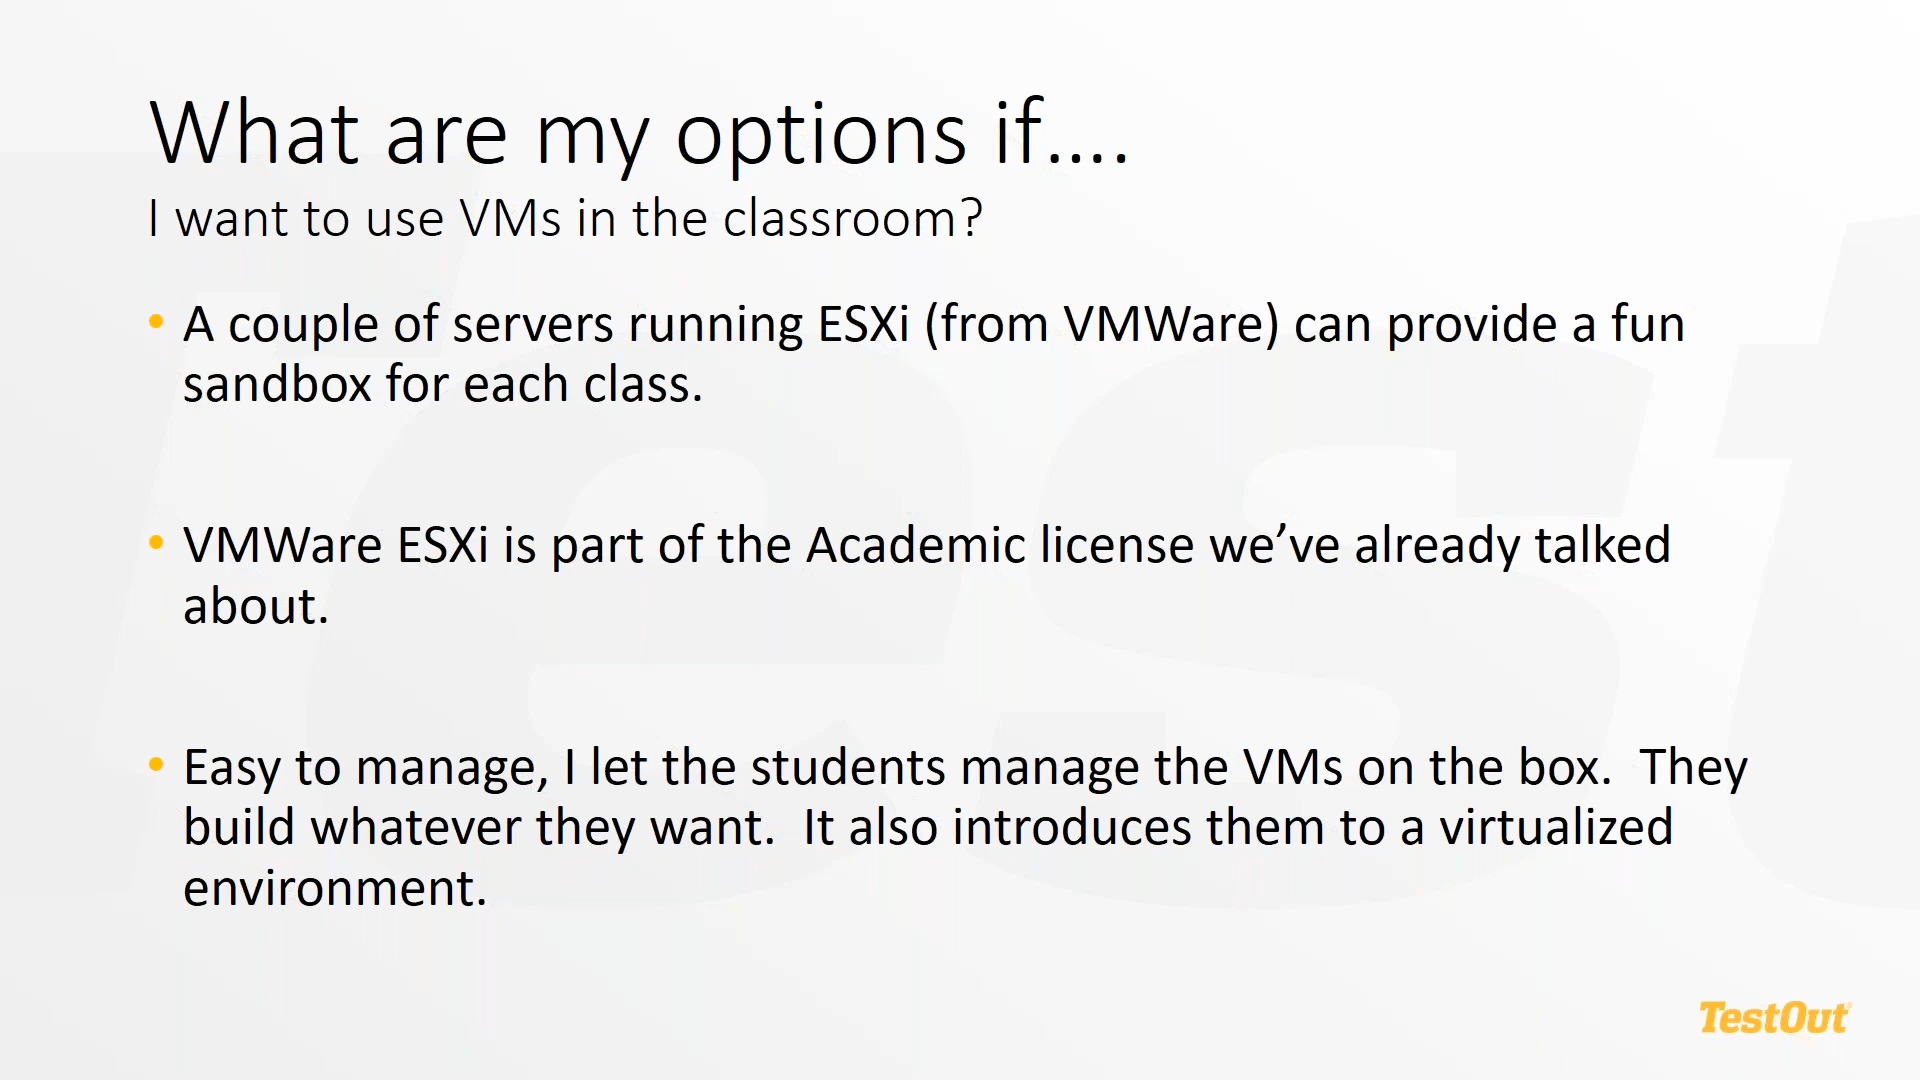 What are my options if....
I want to use VMs in the classroom?
• A couple of servers running ESXi (from VMWare) can provide a fun
sandbox for each class.
• VMWare ESXi is part of the Academic license we’ve already talked
about.
• Easy to manage, I let the students manage the VMs on the box.  They
build whatever they want.  It also introduces them to a virtualized
environment.
TestOut